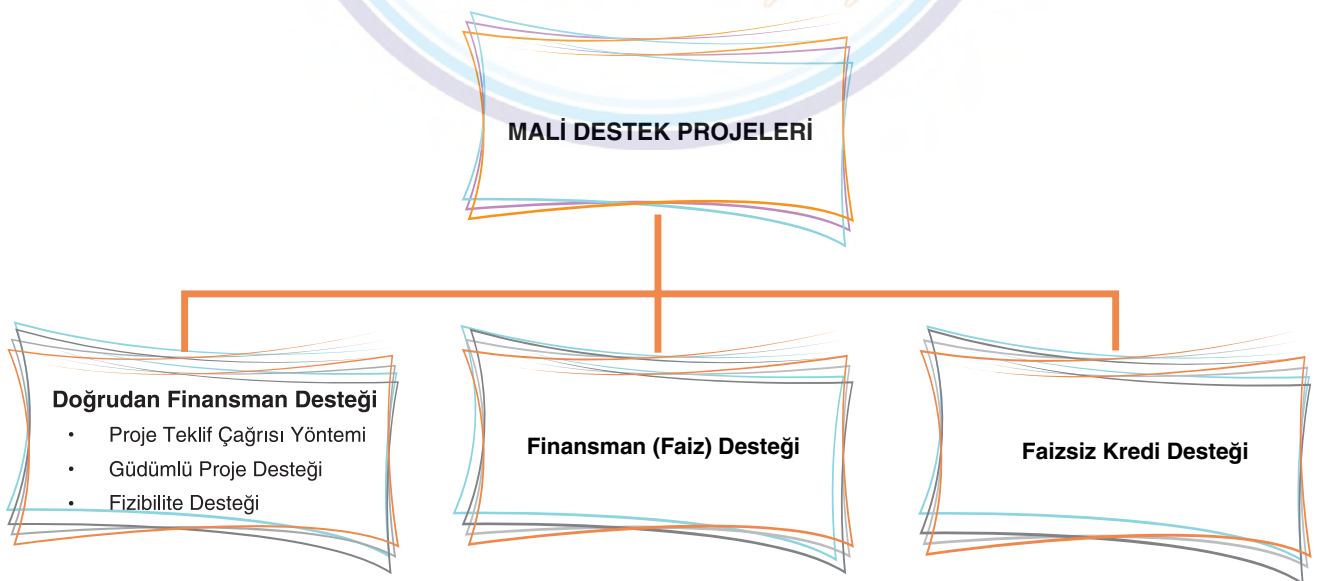 MALİ DESTEK PROJELERİ
Doğrudan Finansman Desteği
• Proje Teklif Çağrısı Yöntemi
• Güdümlü Proje Desteği
• Fizibilite Desteği
Finansman (Faiz) Desteği
Faizsiz Kredi Desteği